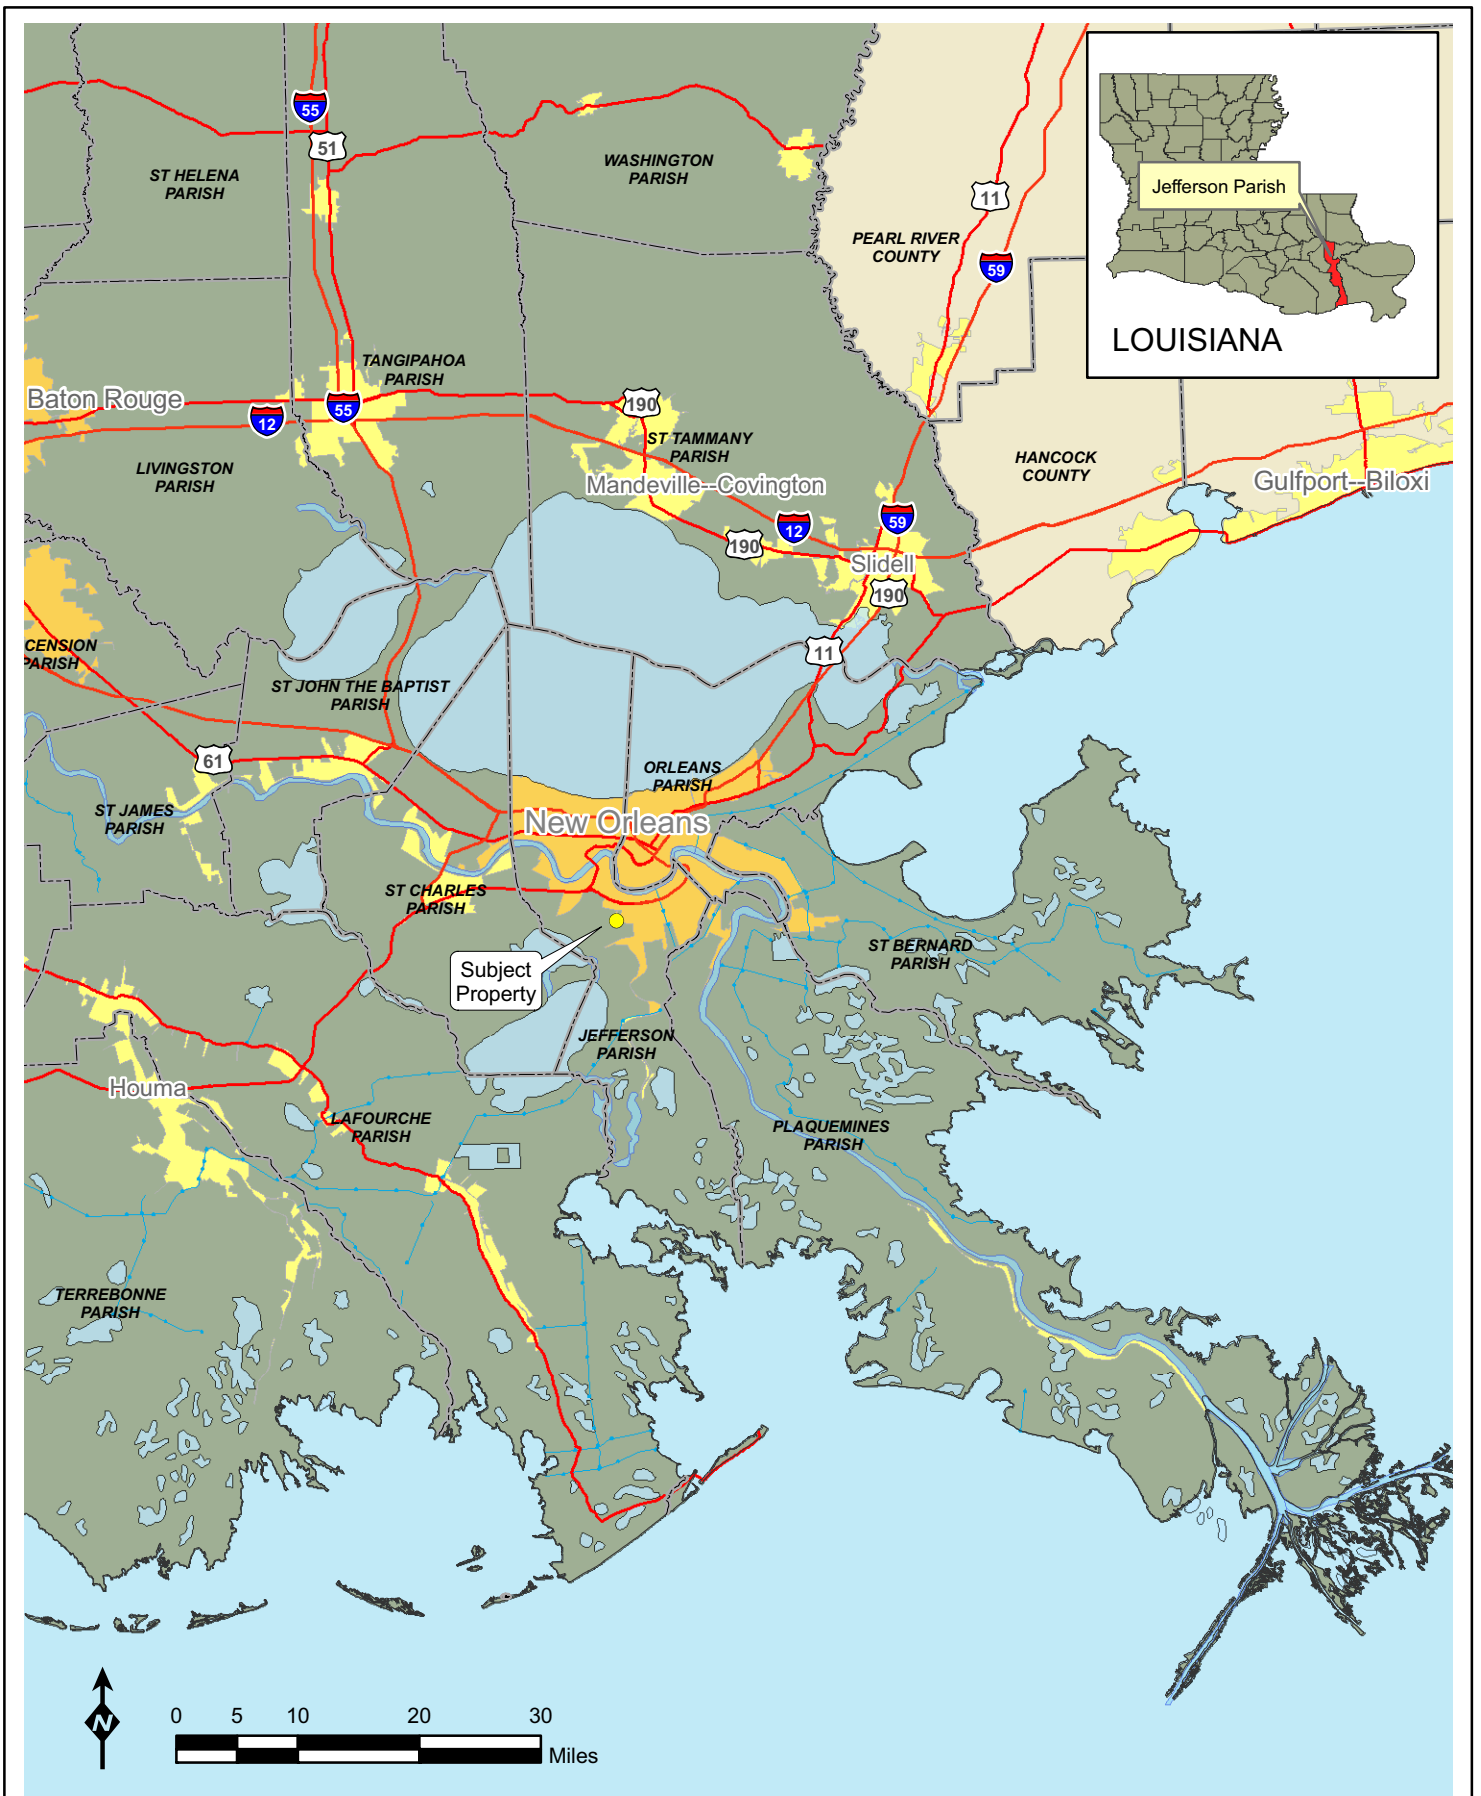 55
51
ST HELENA
PARISH
WASHINGTON
PARISH
11
PEARL RIVER
COUNTY
59
Jefferson Parish
LOUISIANA
TANGIPAHOA
PARISH
Baton Rouge
12
55
190
ST TAMMANY
PARISH
LIVINGSTON
PARISH
Mandeville--Covington
HANCOCK
COUNTY
Gulfport--Biloxi
12
59
190
Slidell
190
CENSION
PARISH
11
ST JOHN THE BAPTIST
PARISH
61
ORLEANS
PARISH
ST JAMES
PARISH
New Orleans
ST CHARLES
PARISH
Subject
Property
ST BERNARD
PARISH
JEFFERSON
PARISH
Houma
LAFOURCHE
PARISH
PLAQUEMINES
PARISH
TERREBONNE
PARISH
N
0 5 10 20 30
Miles